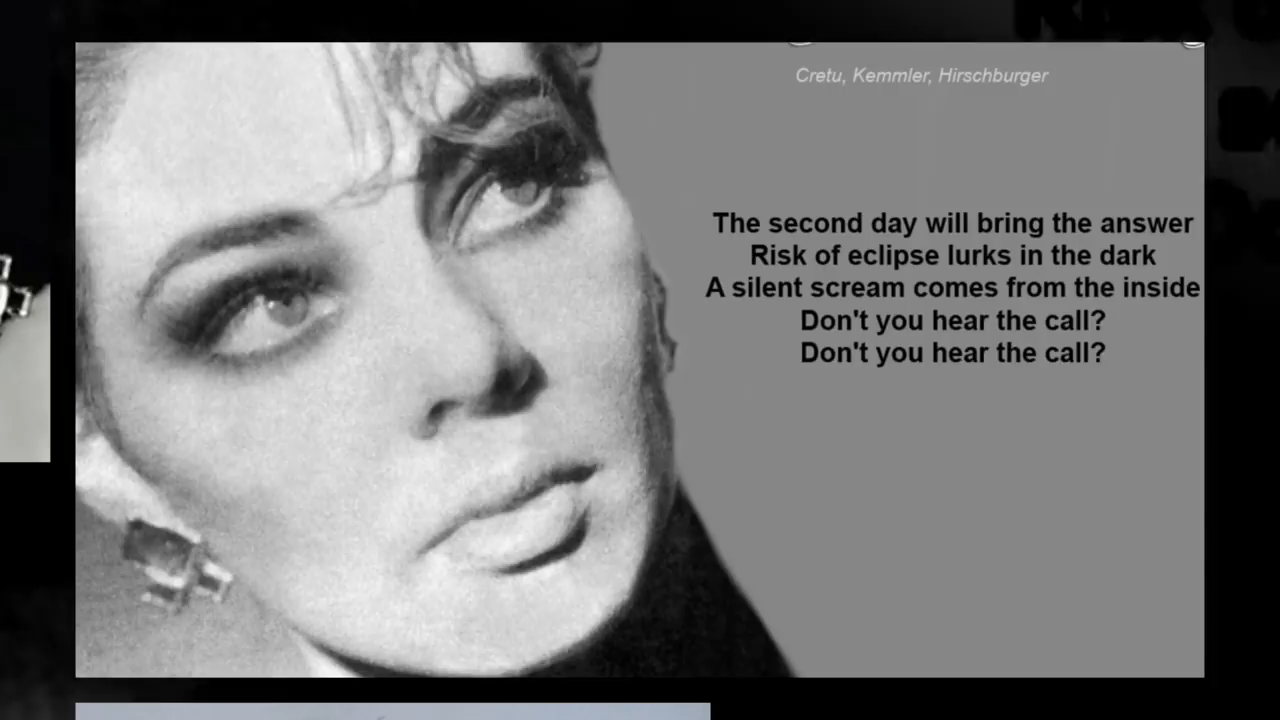 Cretu, Kemmler, Hirschburger
The second day will bring the answer
Risk of eclipse lurks in the dark
A silent scream comes from the inside
Don't you hear the call?
Don't you hear the call?